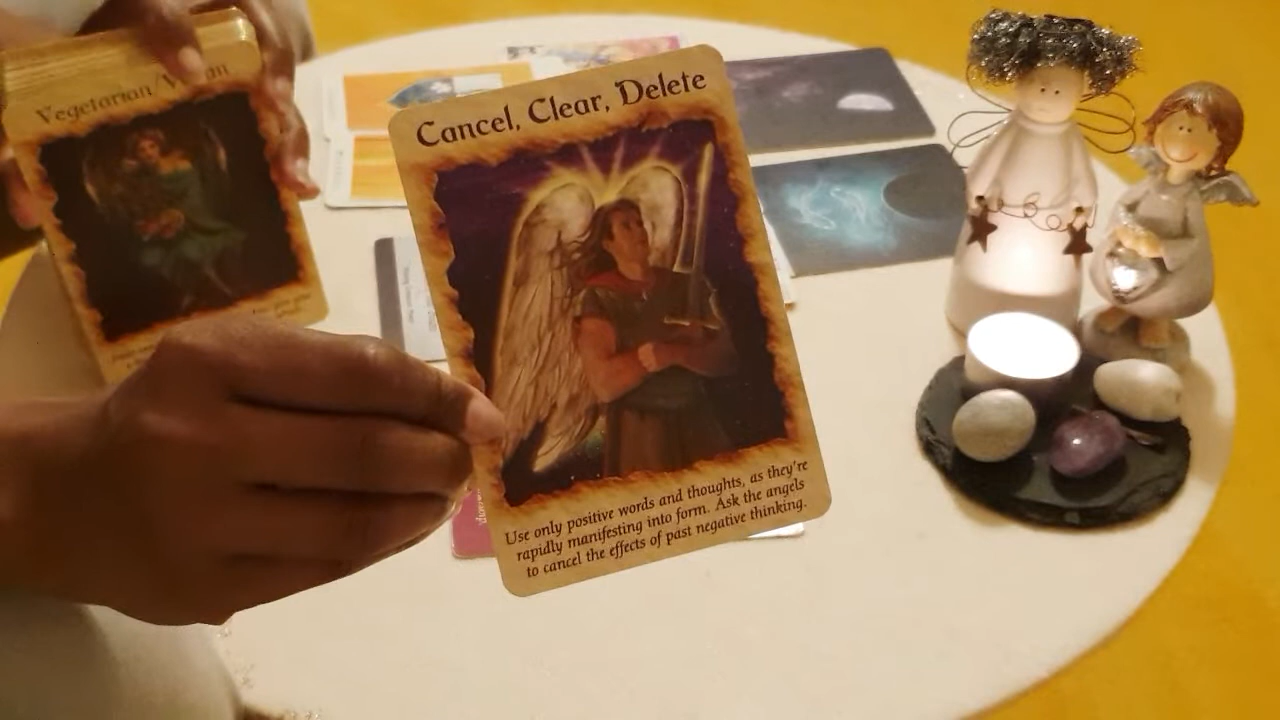 Vegetarian/Vegan
Cancel, Clear, Delete
Use only positive words and thoughts, as they're
rapidly manifesting into form. Ask the angels
to cancel the effects of past negative thinking.